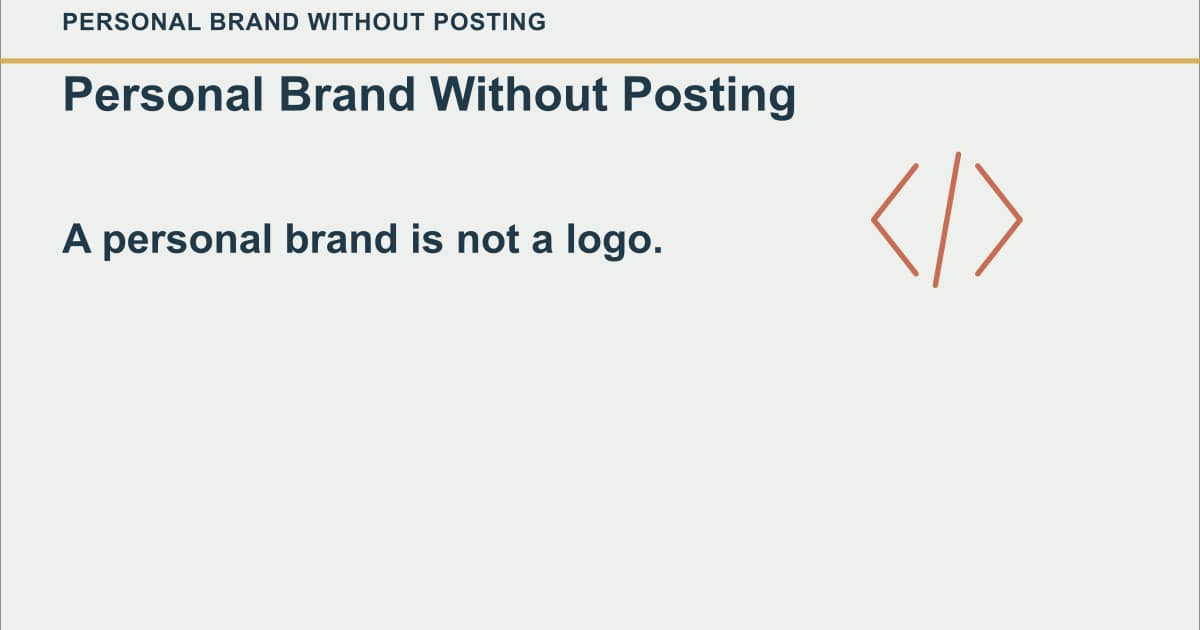 PERSONAL BRAND WITHOUT POSTING
Personal Brand Without Posting
A personal brand is not a logo.